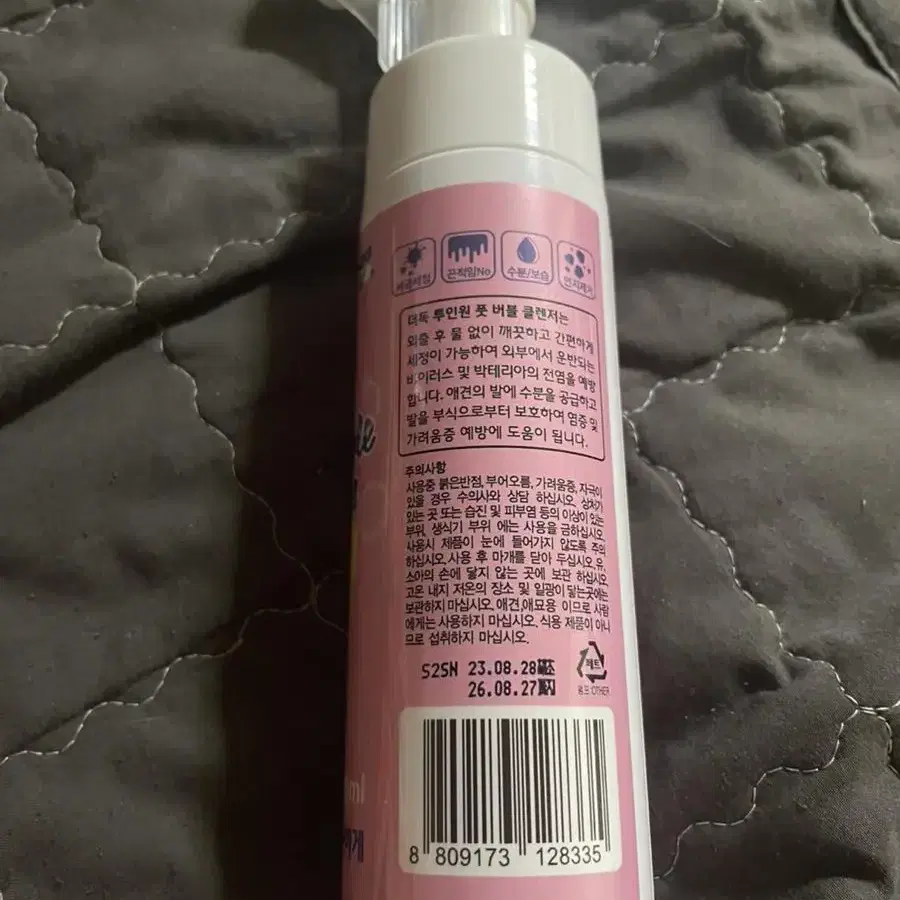 세균세정
끈적임No
수분/보습
먼지제거
더독 투인원 풋 버블 클렌저는
외출 후 물 없이 깨끗하고 간편하게
세정이 가능하여 외부에서 운반되는
바이러스 및 박테리아의 전염을 예방
합니다. 애견의 발에 수분을 공급하고
발을 부식으로부터 보호하여 염증 및
가려움증 예방에 도움이 됩니다.
주의사항
사용중 붉은반점, 부어오름, 가려움증, 자극이
있을 경우 수의사와 상담 하십시오. 상처가
있는 곳 또는 습진 및 피부염 등의 이상이 있는
부위, 생식기 부위 에는 사용을 금하십시오.
사용시 제품이 눈에 들어가지 않도록 주의
하십시오. 사용 후 마개를 닫아 두십시오. 유,
소아의 손에 닿지 않는 곳에 보관 하십시오
고온 내지 저온의 장소 및 일광이 닿는곳에는
보관하지 마십시오. 애견,애묘용 이므로 사람
에게는 사용하지 마십시오. 식용 제품이 아니
므로 섭취하지 마십시오.
S2SN 23.08.28 제조
26.08.27 까지
페트
펌프:OTHER
ml
에게
8 809173 128335